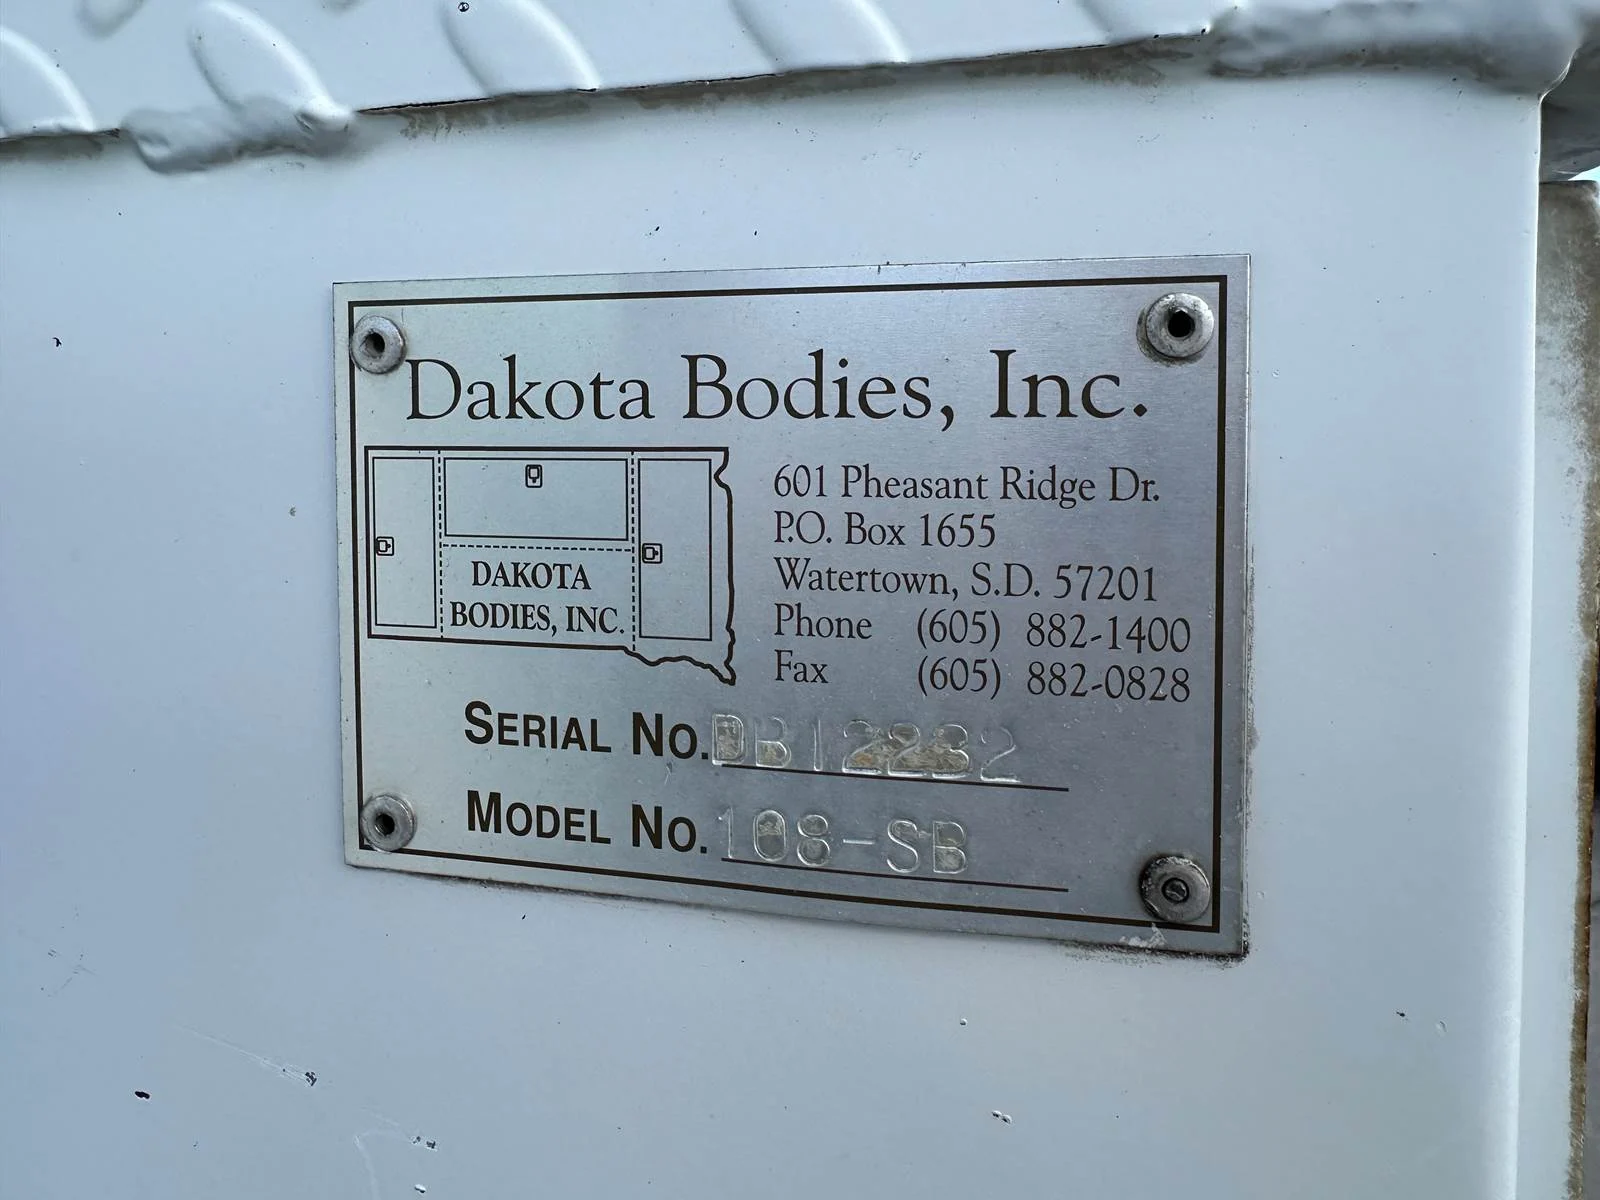 Dakota Bodies, Inc.
DAKOTA
BODIES, INC.
601 Pheasant Ridge Dr.
P.O. Box 1655
Watertown, S.D. 57201
Phone (605) 882-1400
Fax (605) 882-0828
SERIAL NO. DB12232
MODEL NO. 108-SB